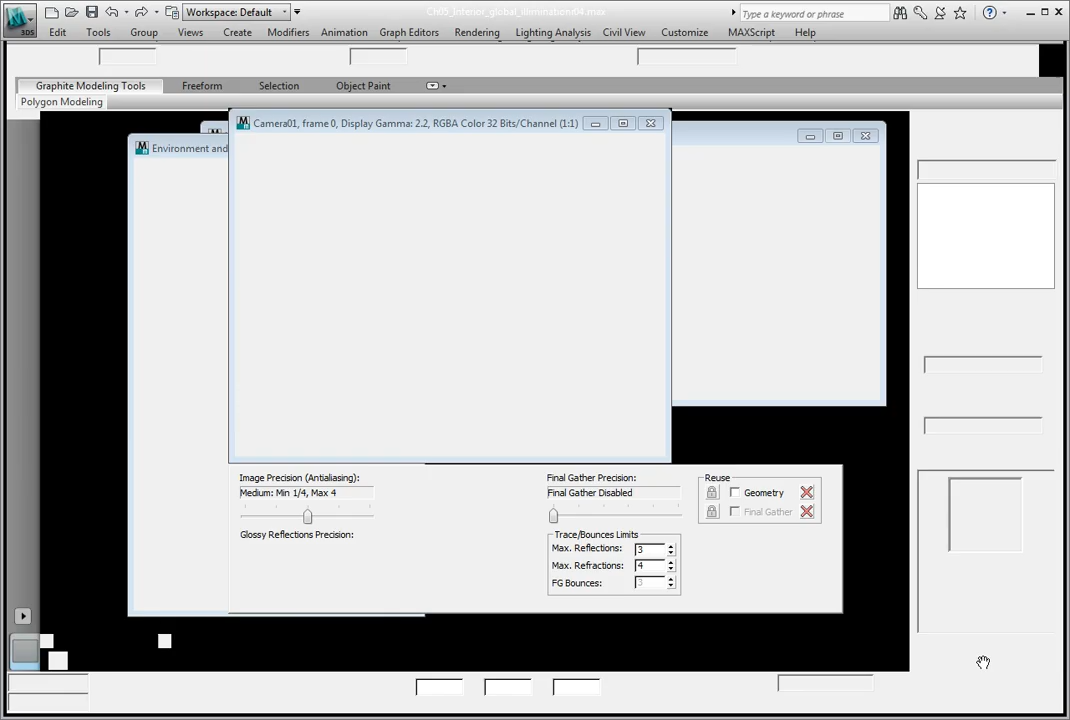 Workspace: Default
Ch05_Interior_global_illumination04.max
Type a keyword or phrase
3DS
Edit
Tools
Group
Views
Create
Modifiers
Animation
Graph Editors
Rendering
Lighting Analysis
Civil View
Customize
MAXScript
Help
Graphite Modeling Tools
Freeform
Selection
Object Paint
Polygon Modeling
Camera01, frame 0, Display Gamma: 2.2, RGBA Color 32 Bits/Channel (1:1)
Environment and
Image Precision (Antialiasing):
Medium: Min 1/4, Max 4
Glossy Reflections Precision:
Final Gather Precision:
Final Gather Disabled
Trace/Bounces Limits
Max. Reflections: 3
Max. Refractions: 4
FG Bounces: 3
Reuse
Geometry
Final Gather